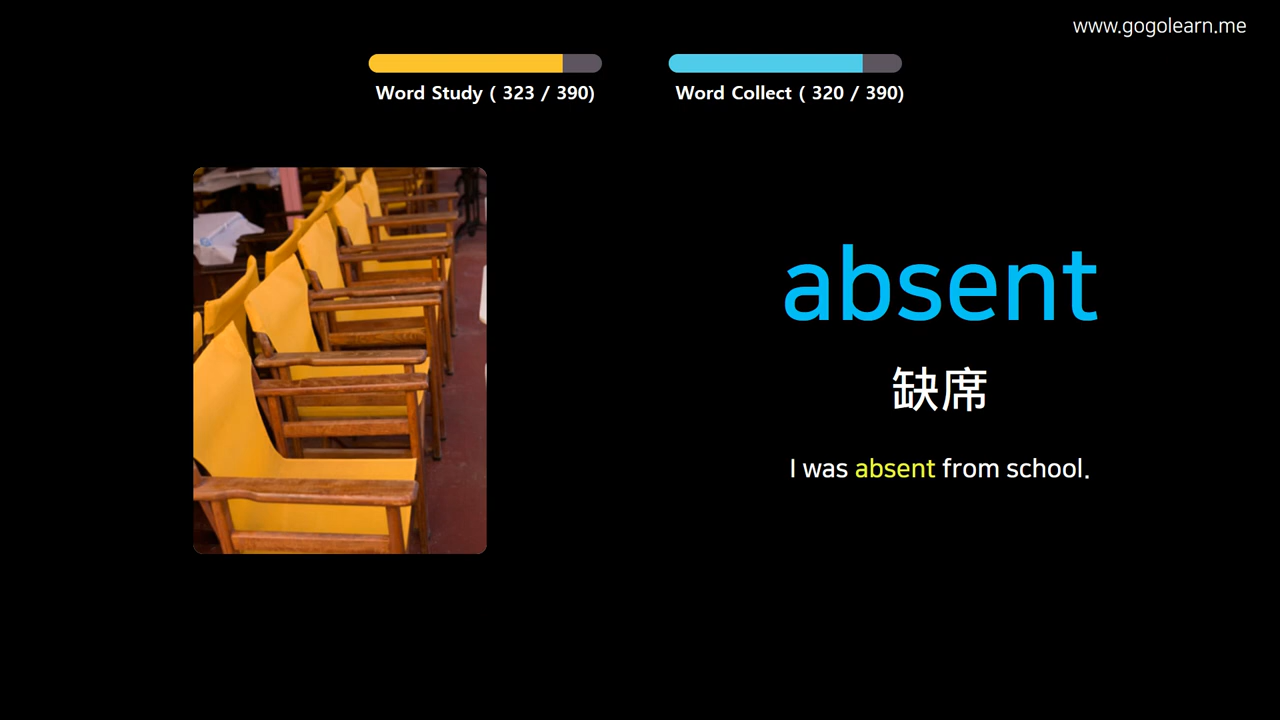 www.gogolearn.me
Word Study ( 323 / 390)
Word Collect ( 320 / 390)
absent
缺席
I was absent from school.